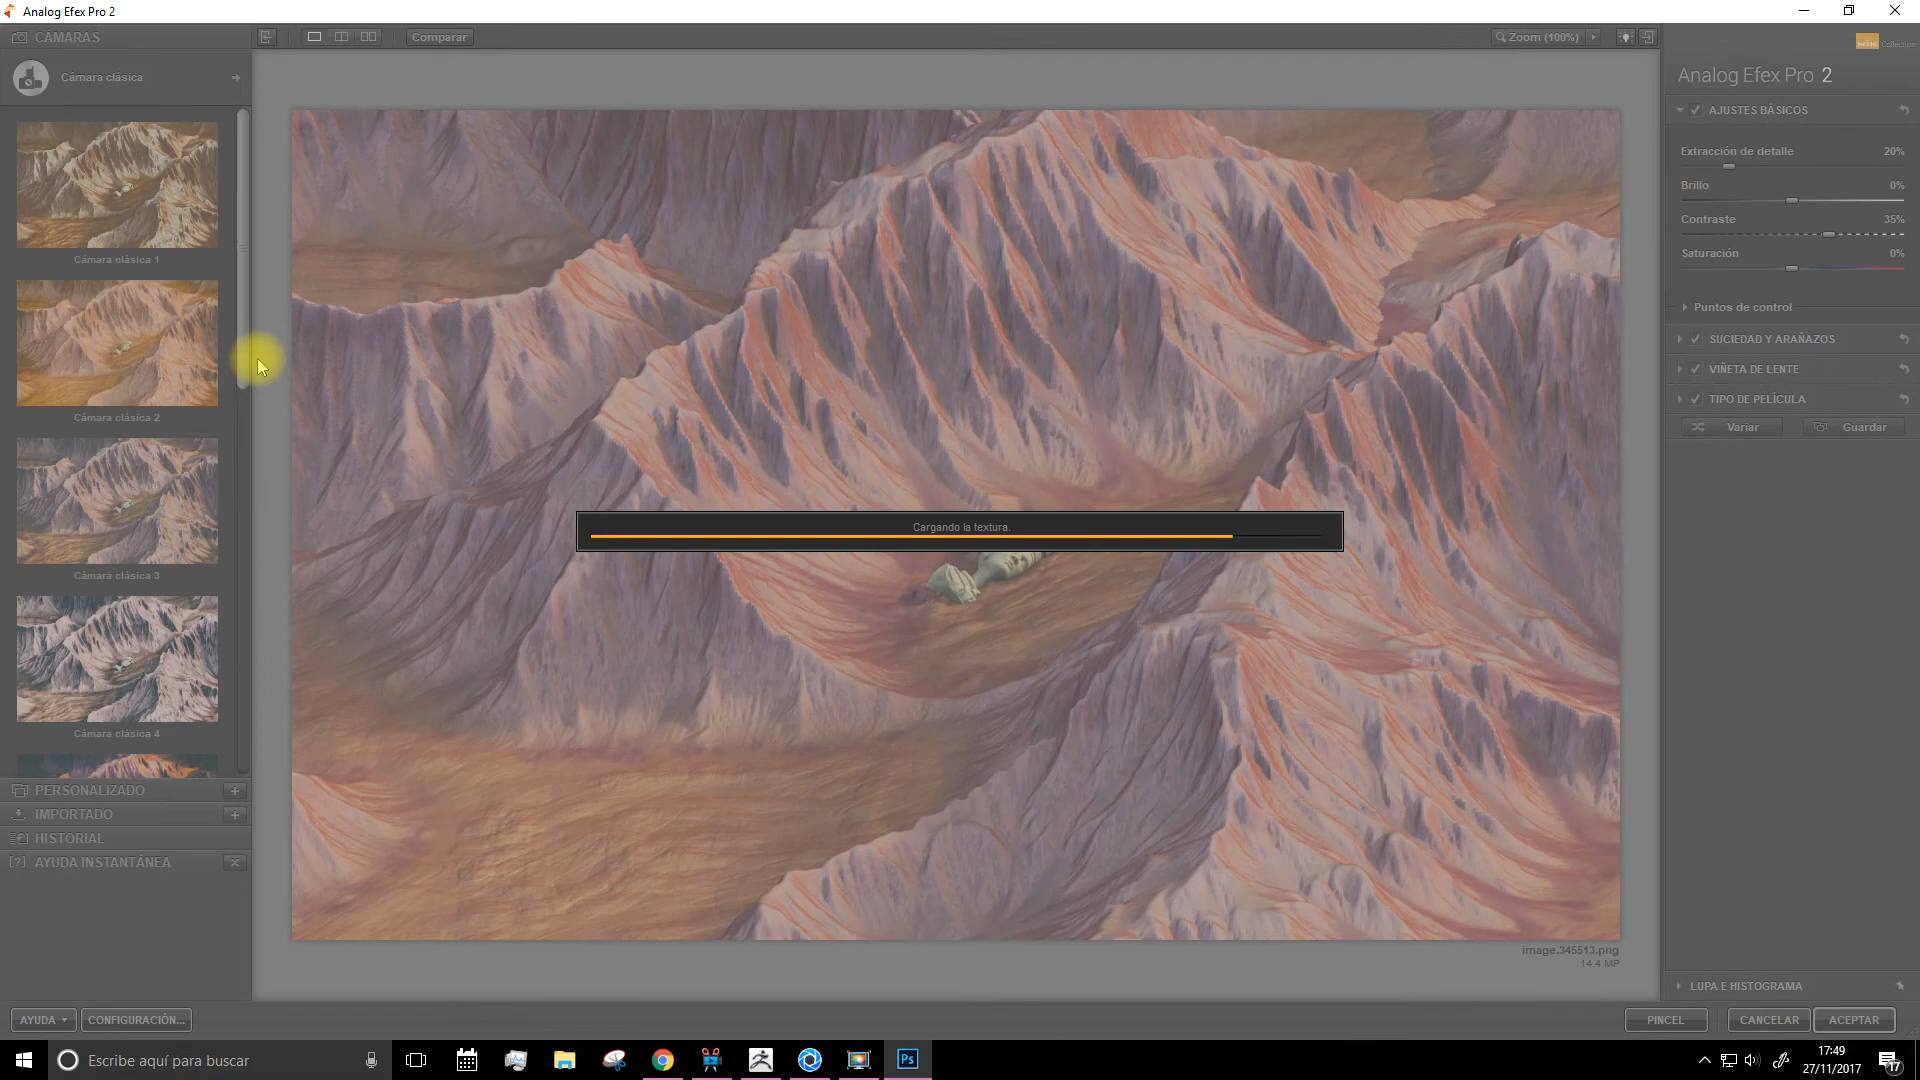 Analog Efex Pro 2
CÁMARAS
Comparar
Zoom (100%)
Nik Collection
Cámara clásica
Analog Efex Pro 2
AJUSTES BÁSICOS
Extracción de detalle 20%
Brillo 0%
Contraste 35%
Saturación 0%
Puntos de control
SUCIEDAD Y ARAÑAZOS
VIÑETA DE LENTE
TIPO DE PELÍCULA
Variar
Guardar
Cámara clásica 1
Cámara clásica 2
Cámara clásica 3
Cámara clásica 4
Cargando la textura.
PERSONALIZADO
IMPORTADO
HISTORIAL
[?] AYUDA INSTANTÁNEA
image.345513.png
14.4 MP
LUPA E HISTOGRAMA
AYUDA
CONFIGURACIÓN...
PINCEL
CANCELAR
ACEPTAR
Escribe aquí para buscar
Ps
17:49
27/11/2017
17